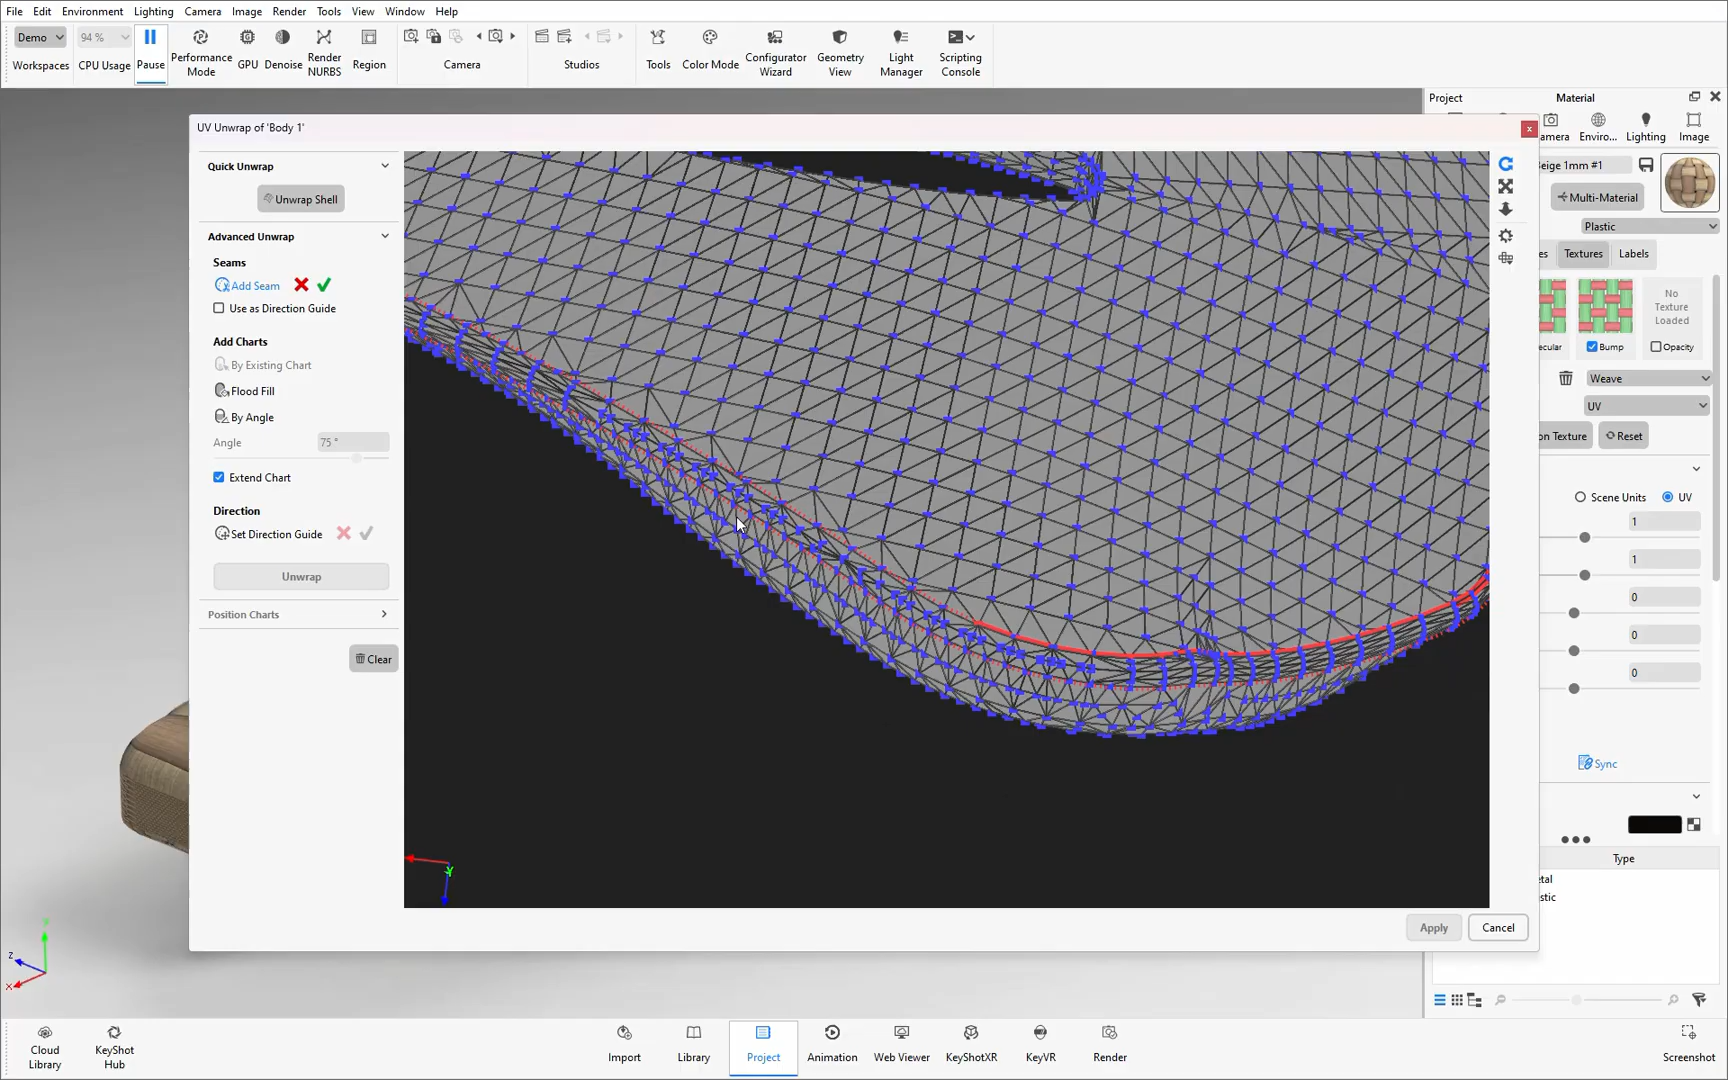 File Edit Environment Lighting Camera Image Render Tools View Window Help
Demo
Workspaces
94 %
CPU Usage
Pause
Performance
Mode
GPU
Denoise
Render
NURBS
Region
Camera
Studios
Tools
Color Mode
Configurator
Wizard
Geometry
View
Light
Manager
Scripting
Console
Project
Material
amera
Enviro...
Lighting
Image
UV Unwrap of 'Body 1'
x
Quick Unwrap
Unwrap Shell
Advanced Unwrap
Seams
Add Seam
Use as Direction Guide
Add Charts
By Existing Chart
Flood Fill
By Angle
Angle
75 °
Extend Chart
Direction
Set Direction Guide
Unwrap
Position Charts
Clear
Y
Apply
Cancel
eige 1mm #1
Multi-Material
Plastic
es
Textures
Labels
No
Texture
Loaded
cular
Bump
Opacity
Weave
UV
on Texture
Reset
Scene Units
UV
1
1
0
0
0
Sync
Type
etal
stic
Y
Z
X
Cloud
Library
KeyShot
Hub
Import
Library
Project
Animation
Web Viewer
KeyShotXR
KeyVR
Render
Screenshot